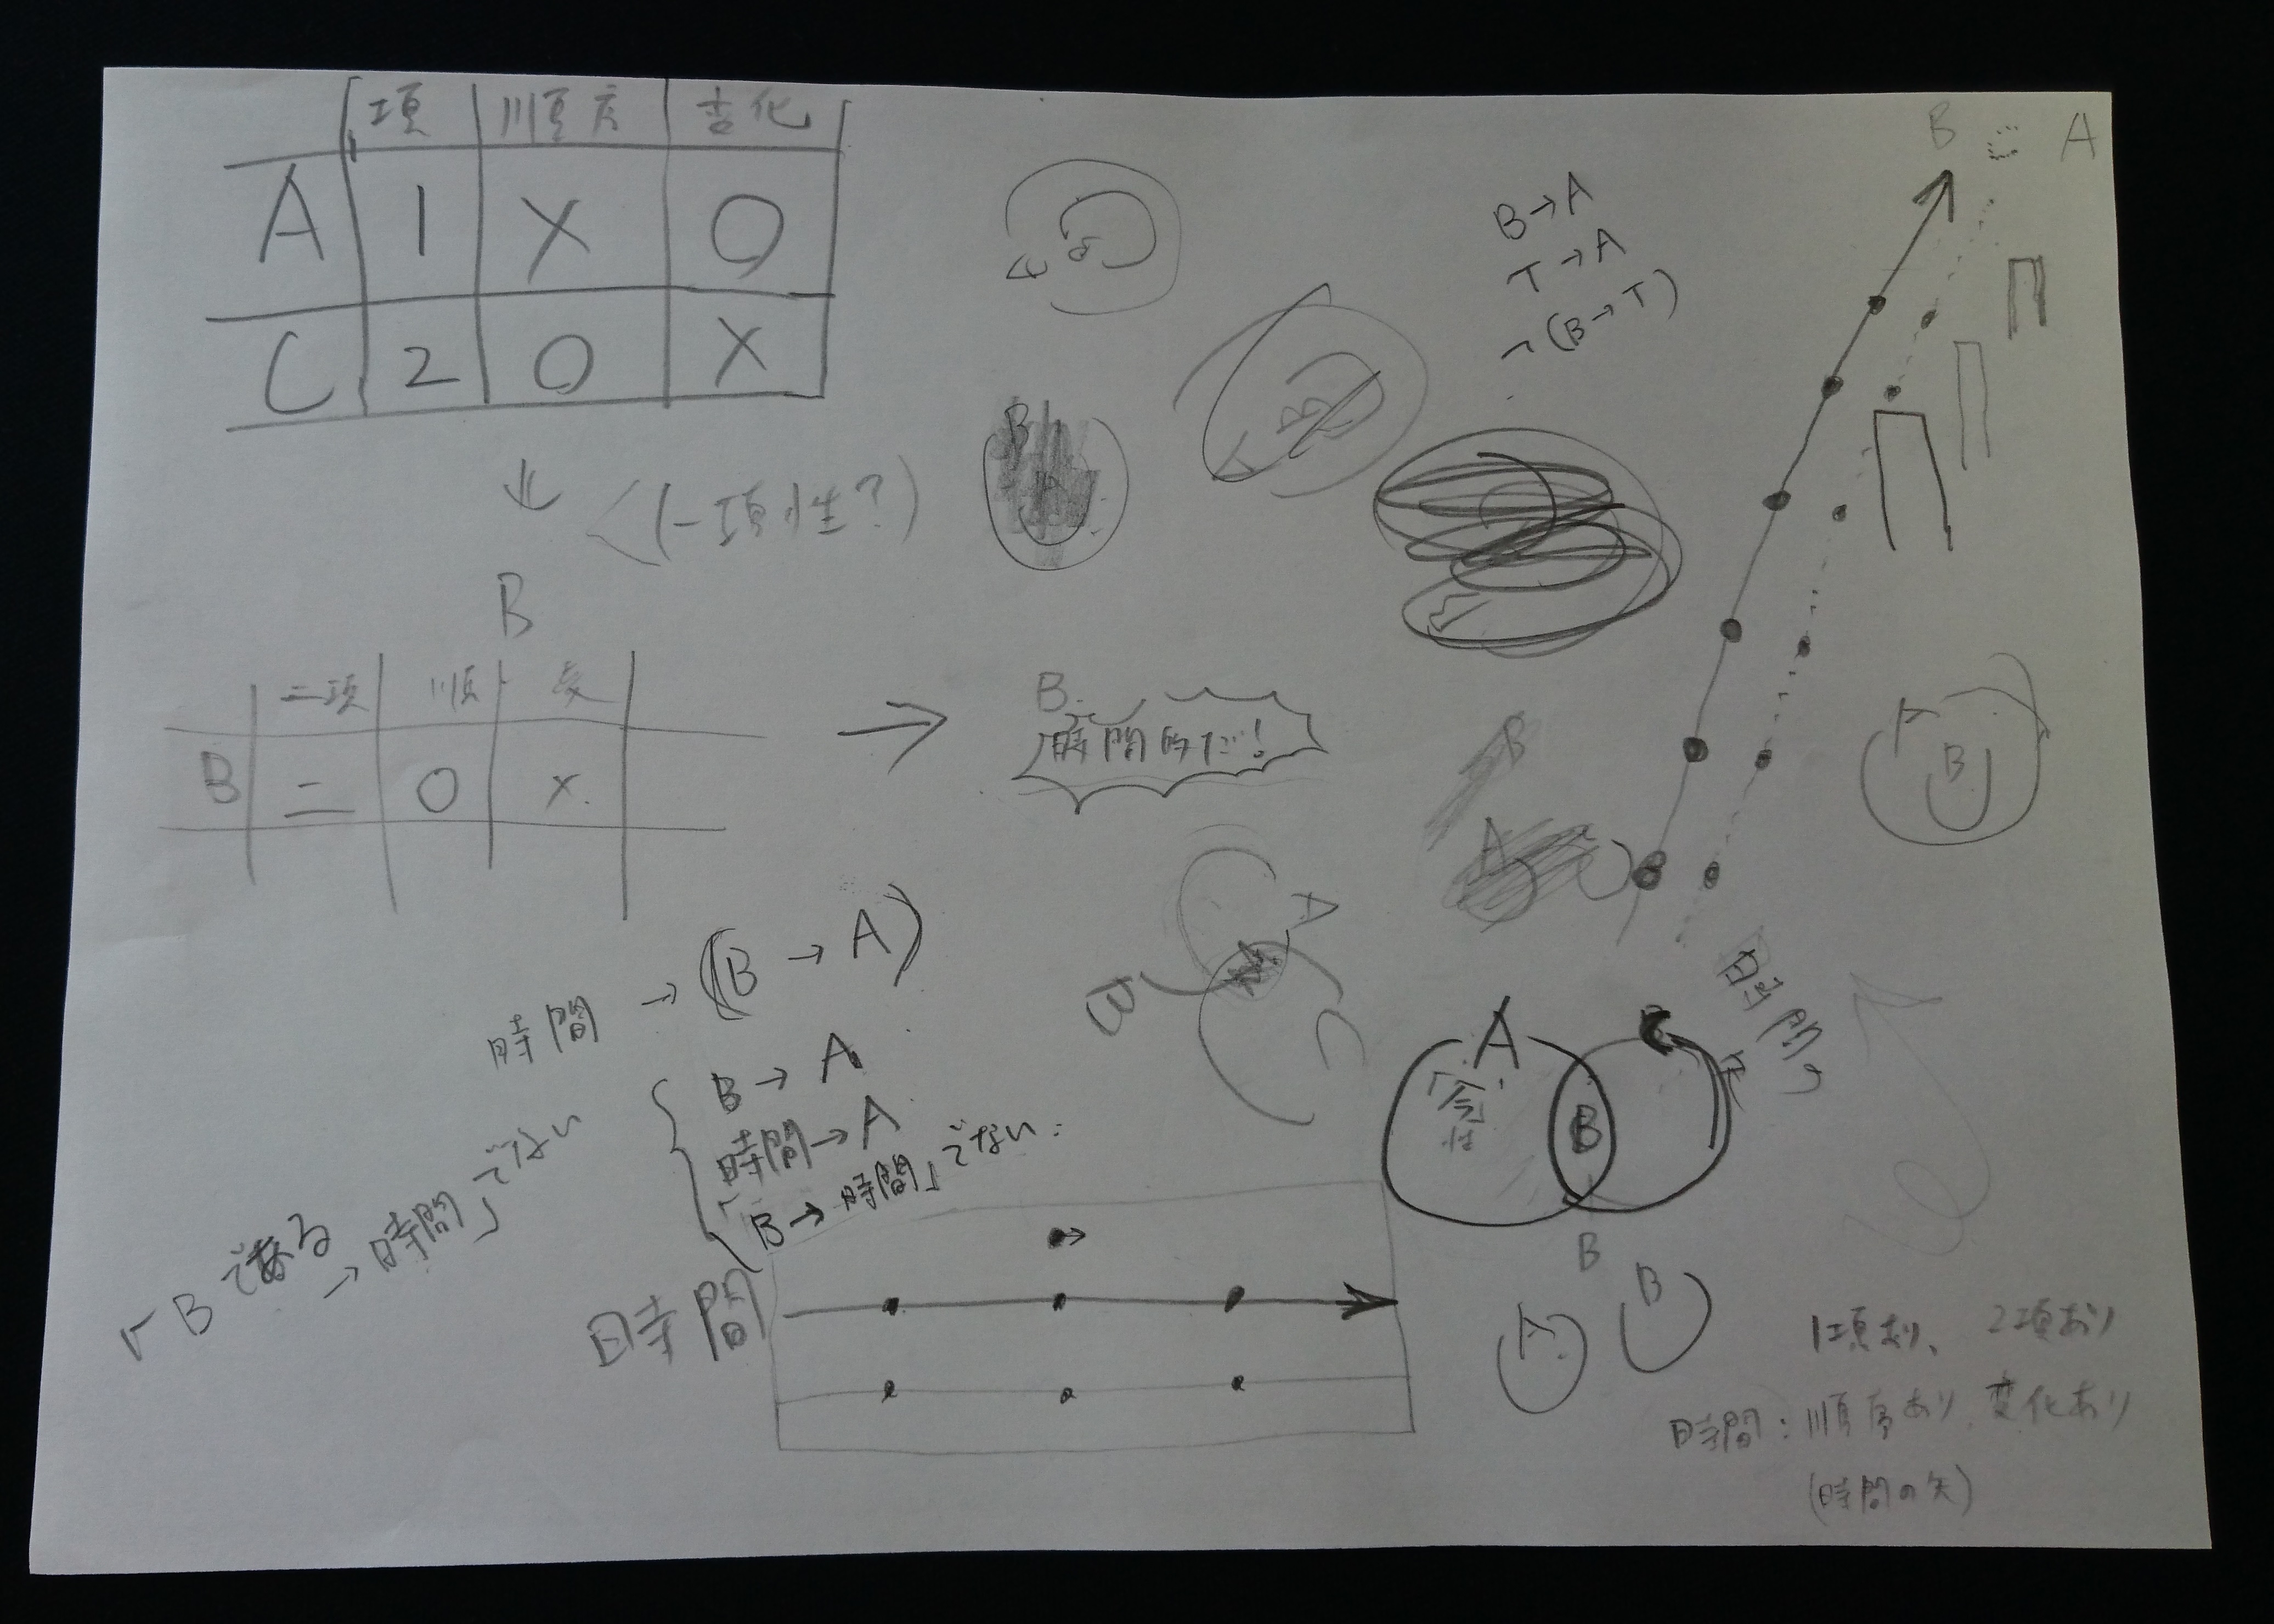 項 順序 変化
A 1 × ○
C 2 ○ ×
↓ (一項性?)
B
二項 順 変
B 二 ○ ×
→
B
「時間的だ!
時間 → (B → A)
B → A
時間 → A
「B → 時間」でない
「Bである
→ 時間」でない
時間
B → A
T → A
¬(B → T)
B A
B
B
A B
B
A
B A
C
時間
A
「今」
性
B
B
A B
1項あり、2項あり
時間:順序あり、変化あり
(時間の矢)